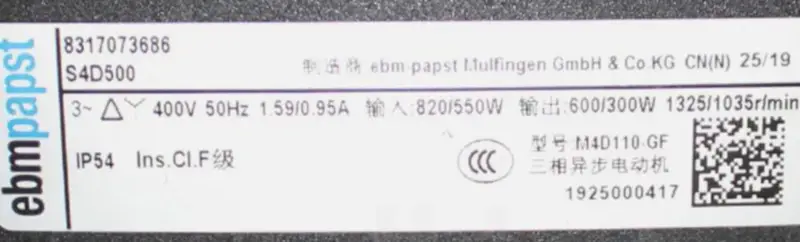 ebmpapst
8317073686
S4D500
制造商 ebm-papst Mulfingen GmbH & Co KG CN(N) 25/19
3~ △Y 400V 50Hz 1.59/0.95A 输入:820/550W 输出:600/300W 1325/1035r/min
IP54 Ins.Cl.F级
CCC
型号:M4D110-GF
三相异步电动机
1925000417